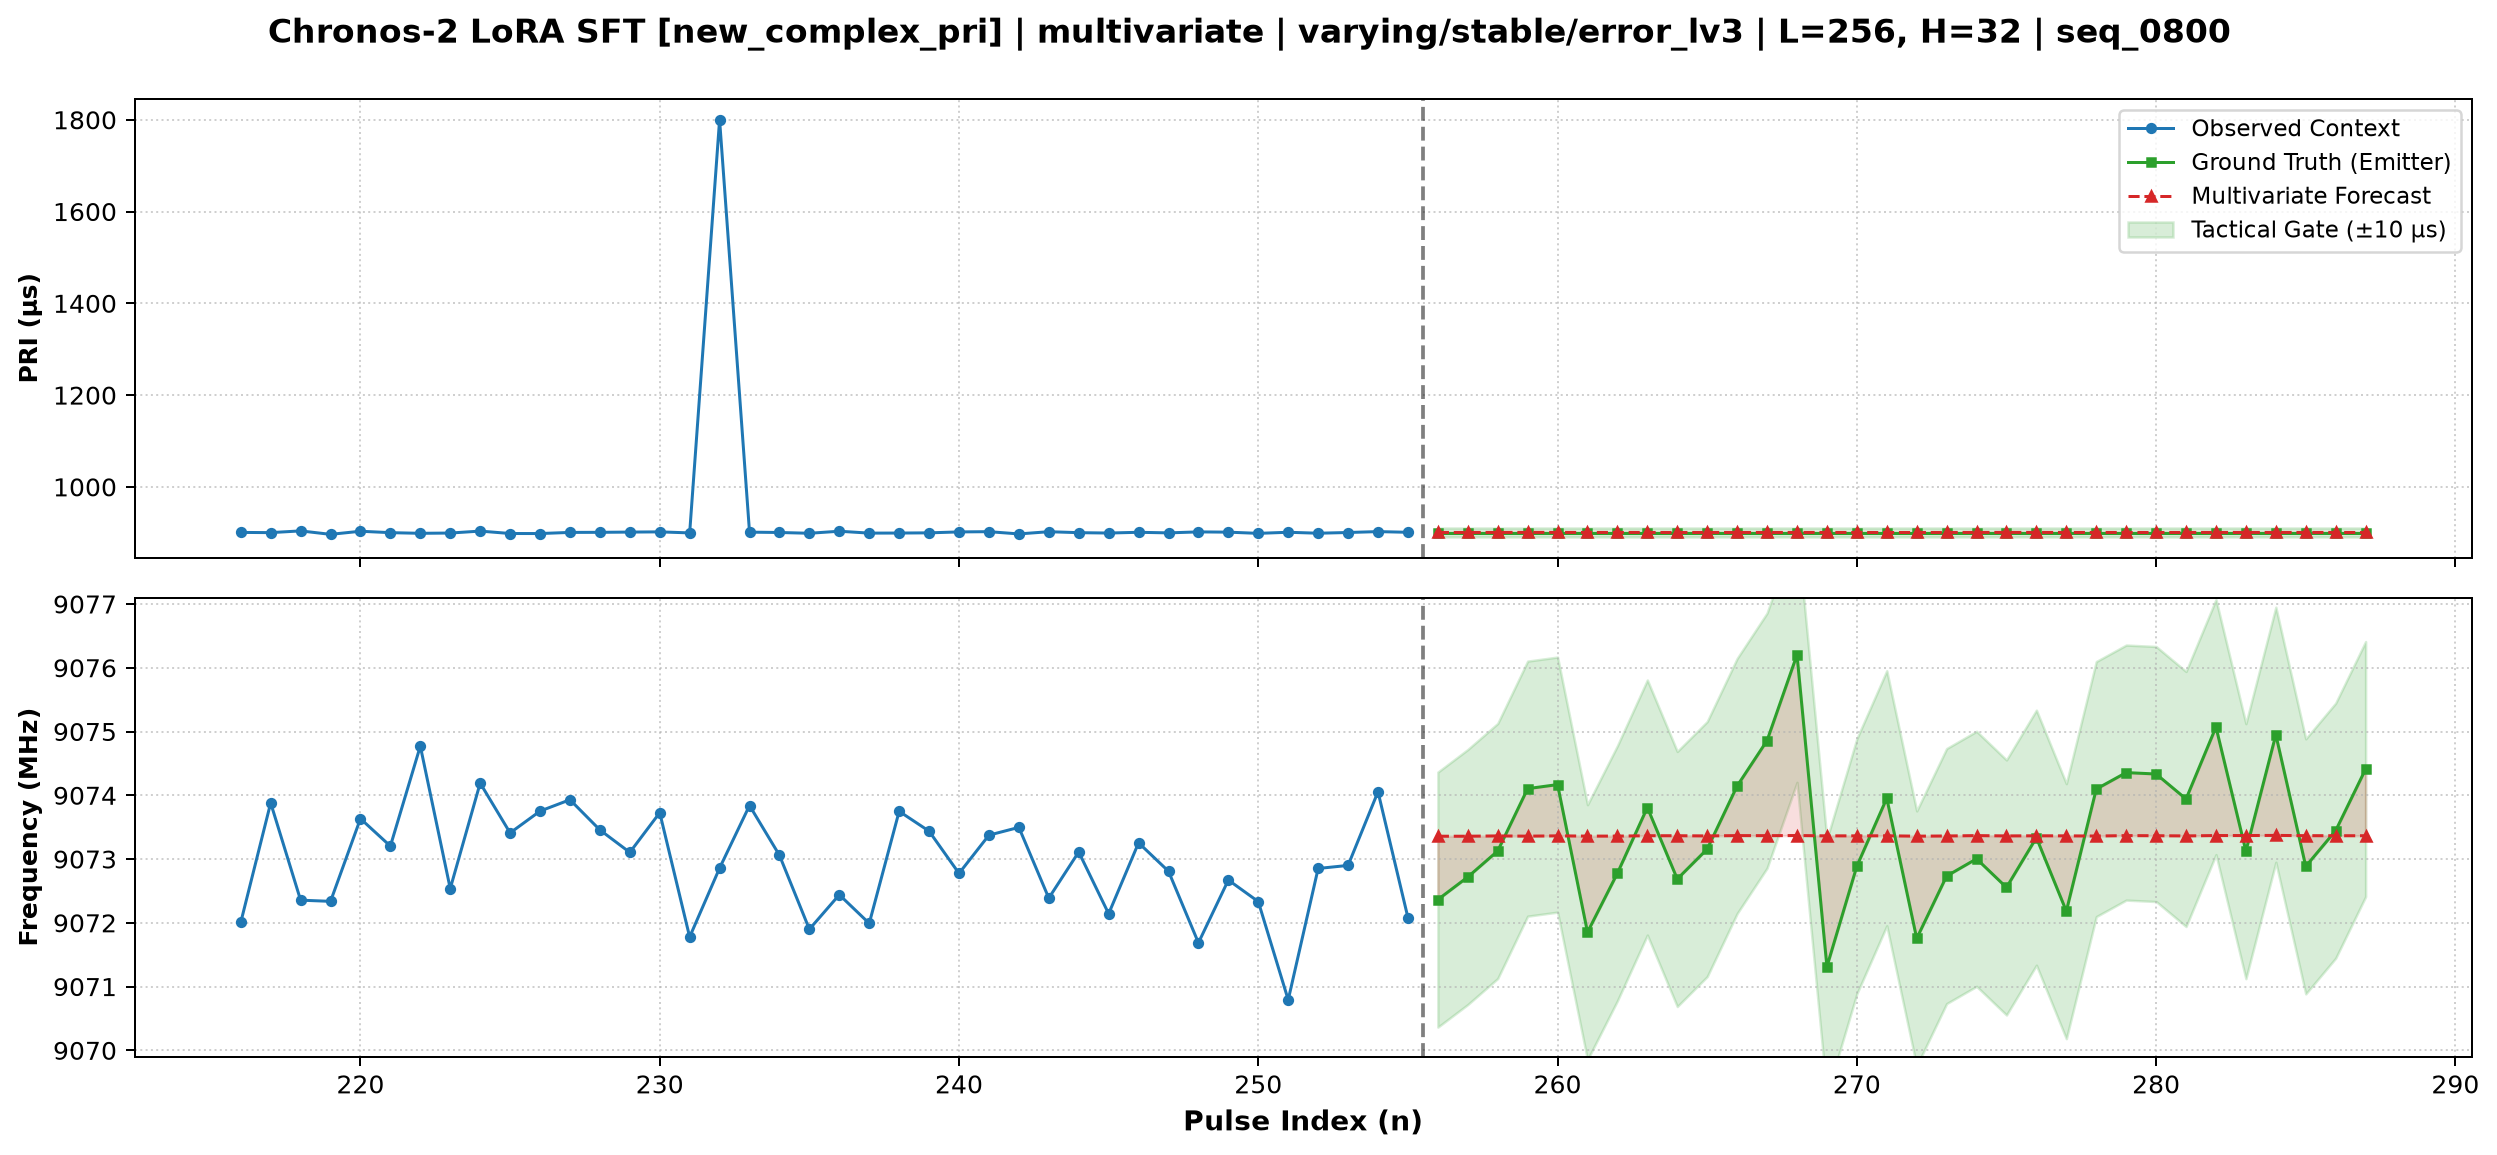 Chronos-2 LoRA SFT [new_complex_pri] | multivariate | varying/stable/error_lv3 | L=256, H=32 | seq_0800
1800
1600
1400
1200
1000
PRI (µs)
Observed Context
Ground Truth (Emitter)
Multivariate Forecast
Tactical Gate (±10 µs)
9077
9076
9075
9074
9073
9072
9071
9070
Frequency (MHz)
220 230 240 250 260 270 280 290
Pulse Index (n)